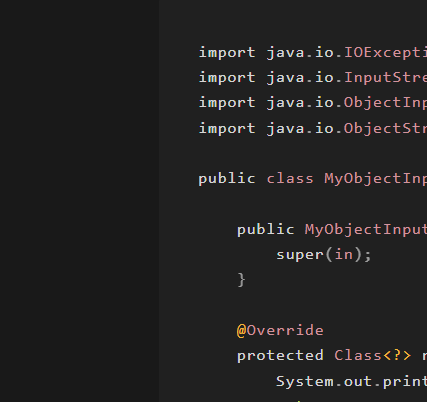 import java.io.IOExcepti
import java.io.InputStre
import java.io.ObjectInp
import java.io.ObjectStr
public class MyObjectInp
public MyObjectInput
super(in);
}
@Override
protected Class<?> r
System.out.print